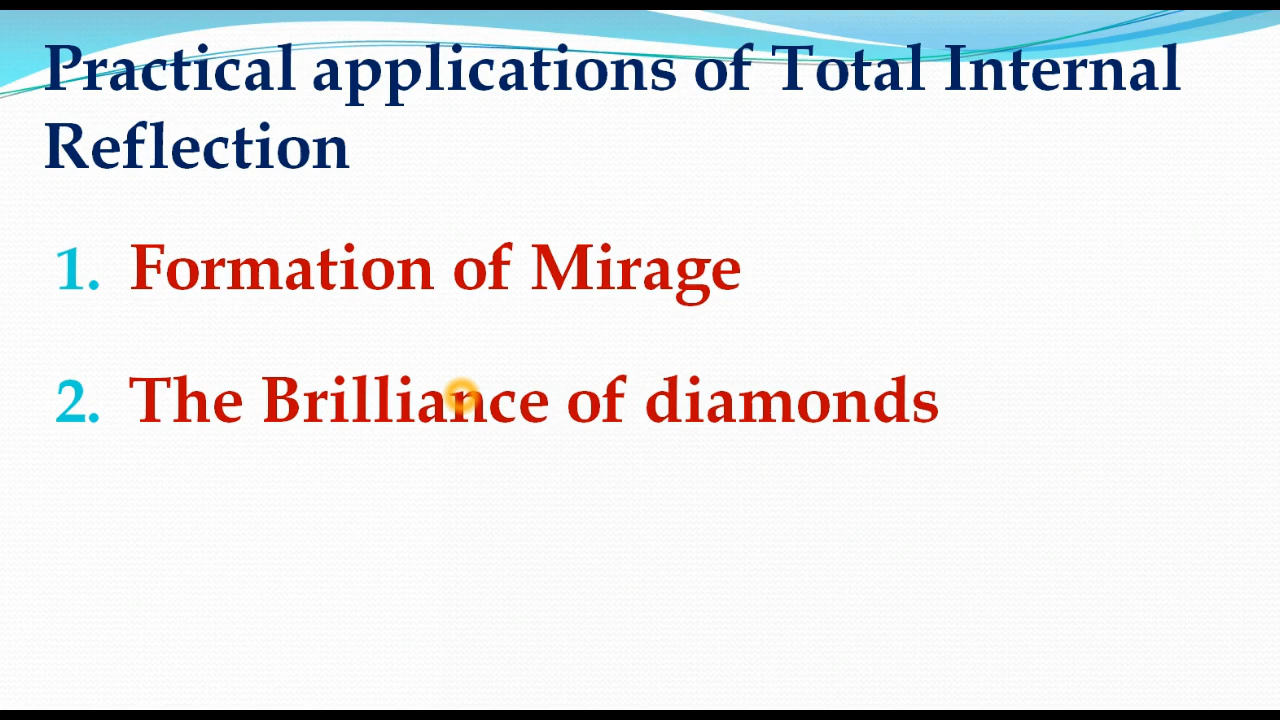 Practical applications of Total Internal
Reflection
1. Formation of Mirage
2. The Brilliance of diamonds